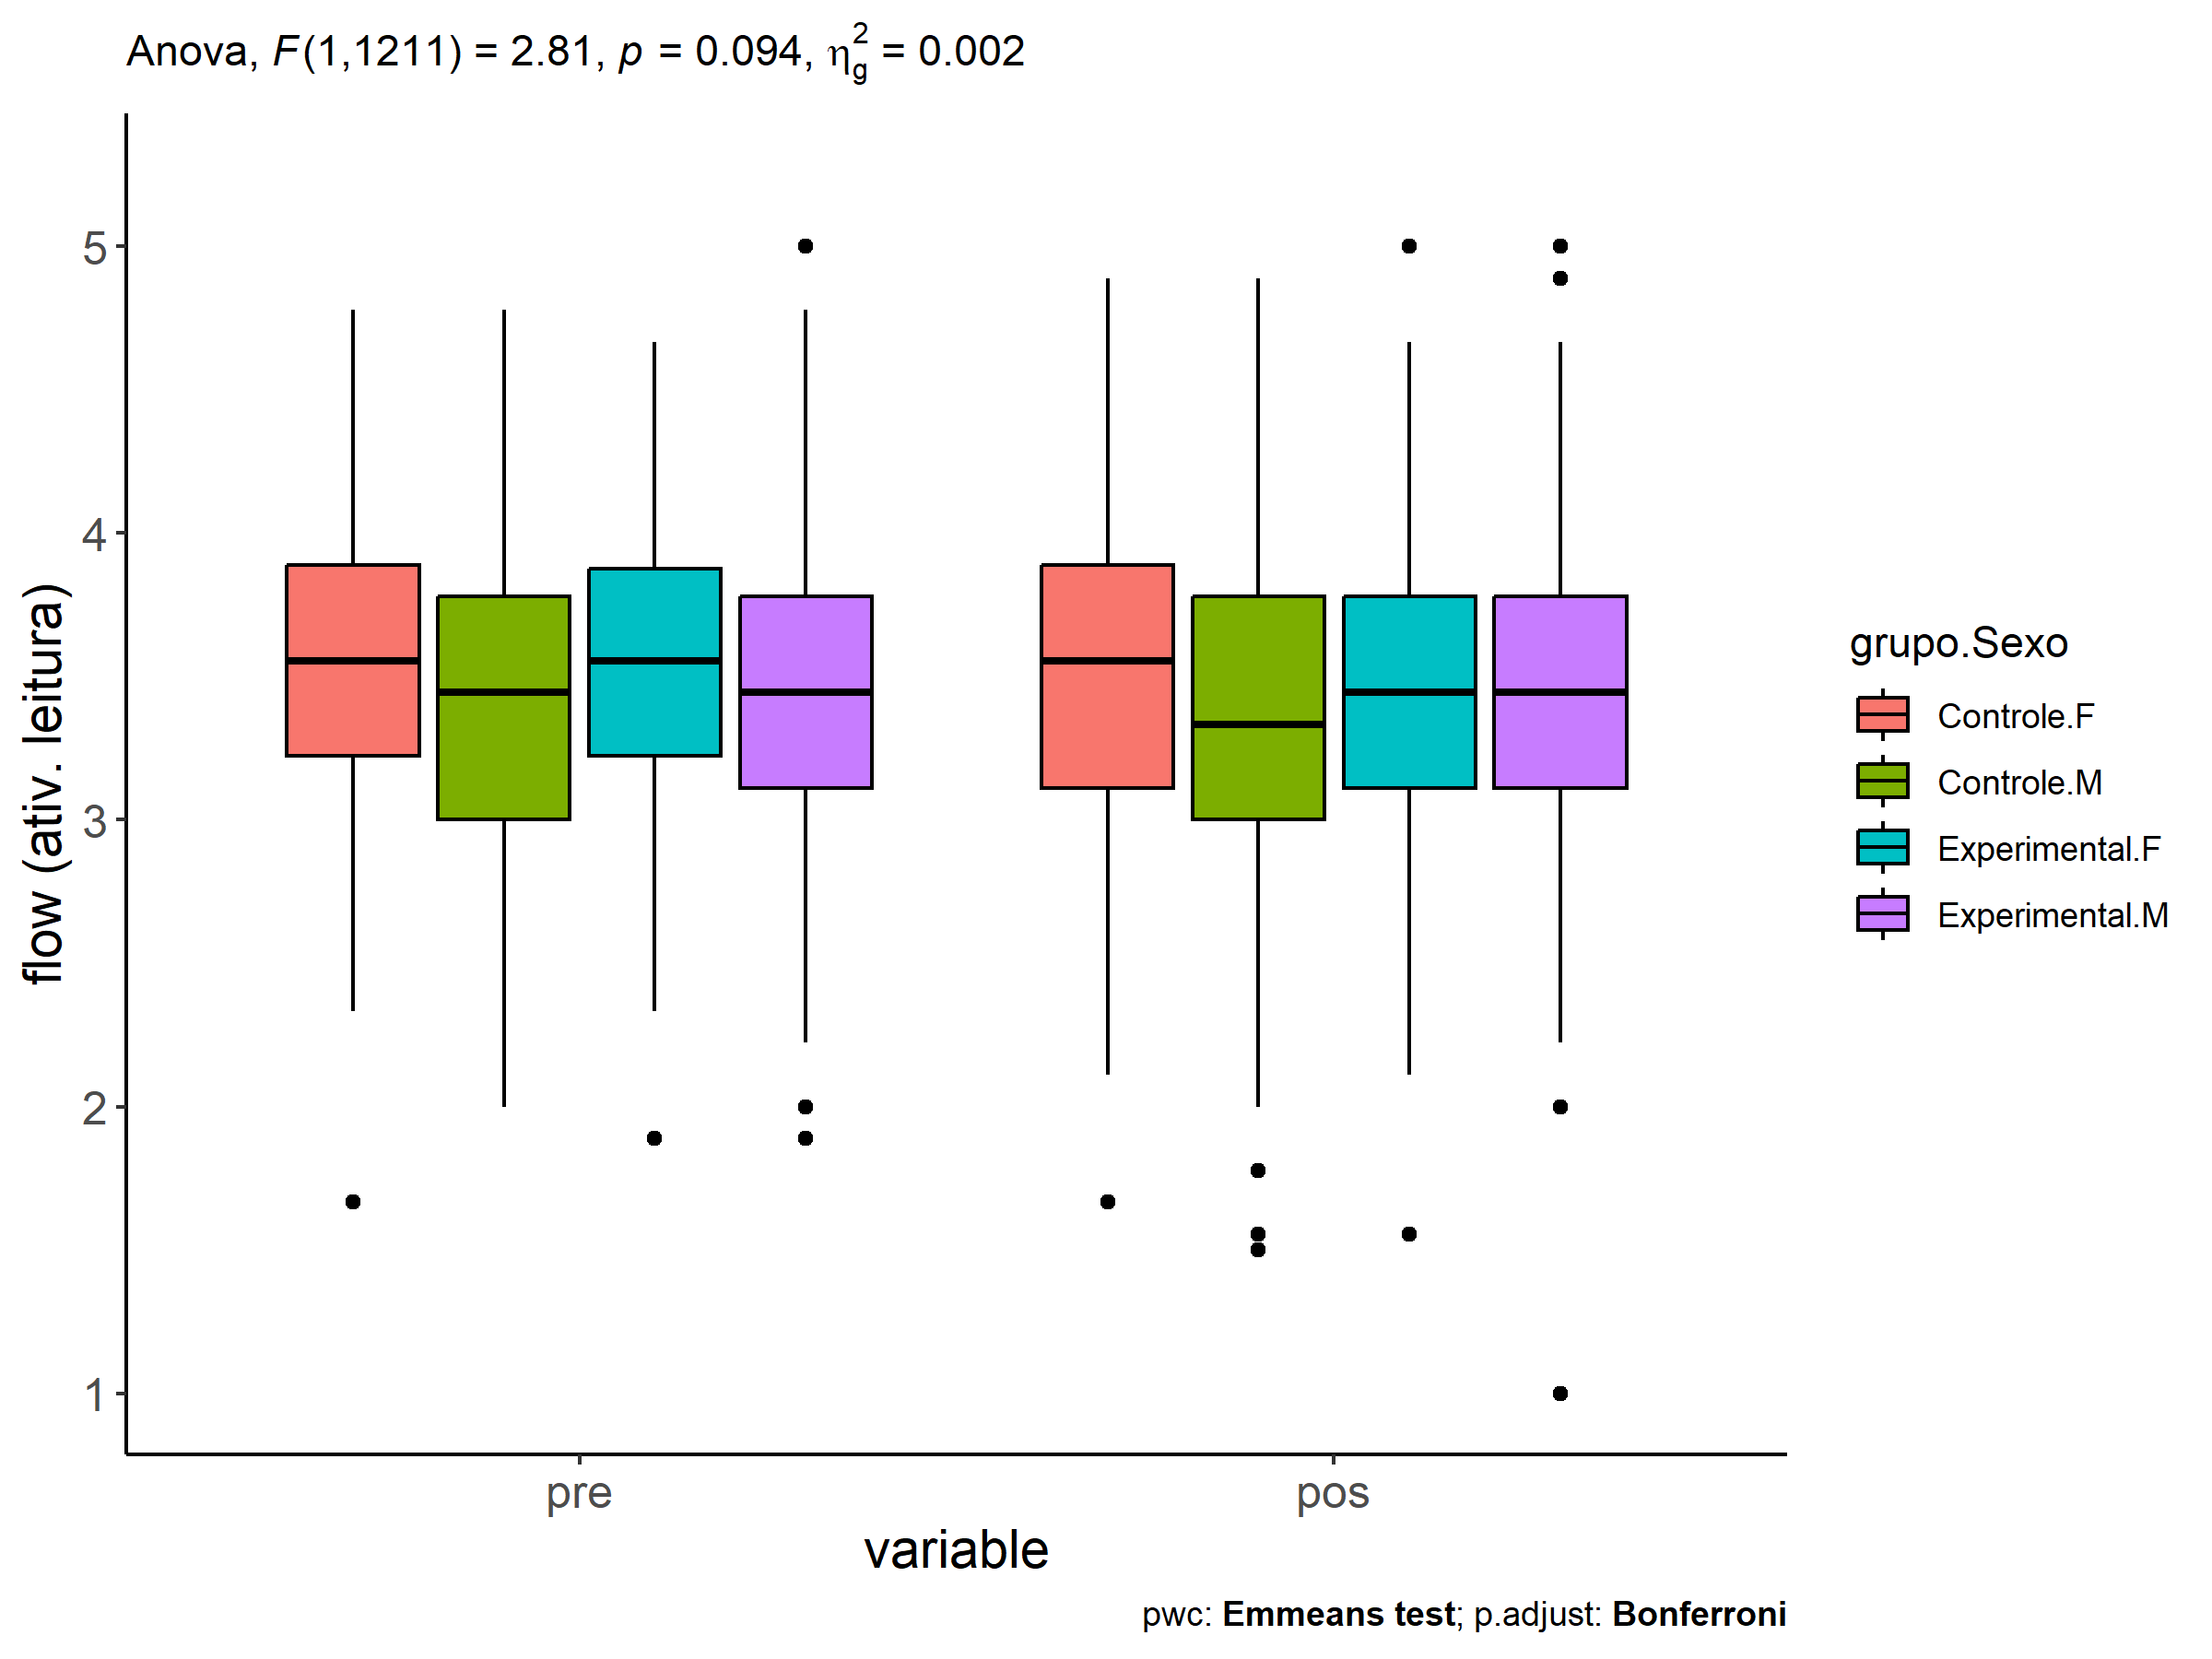 Anova, F(1,1211) = 2.81, p = 0.094, η²g = 0.002
flow (ativ. leitura)
5
4
3
2
1
pre pos
variable
grupo.Sexo
Controle.F
Controle.M
Experimental.F
Experimental.M
pwc: Emmeans test; p.adjust: Bonferroni